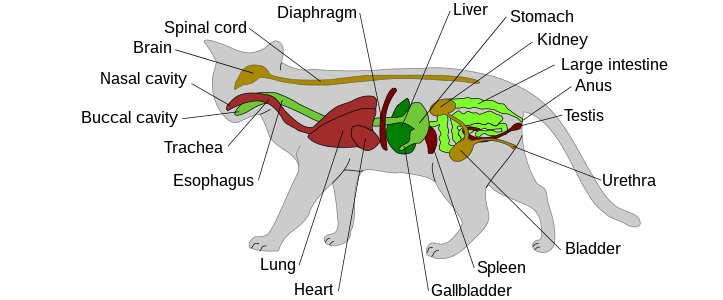 Diaphragm
Liver
Stomach
Spinal cord
Kidney
Brain
Large intestine
Nasal cavity
Anus
Buccal cavity
Testis
Trachea
Esophagus
Urethra
Bladder
Lung
Spleen
Heart
Gallbladder